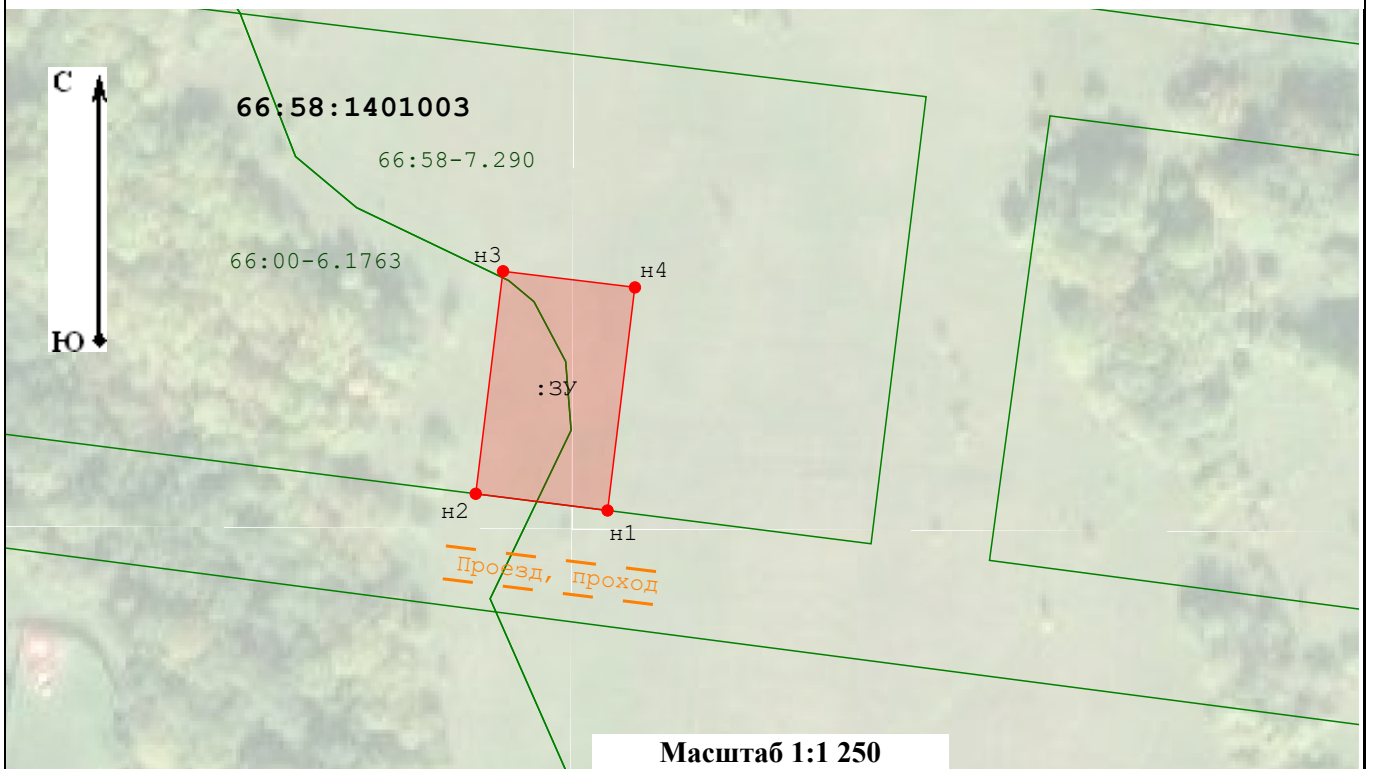 С
66:58:1401003
66:58-7.290
н3
66:00-6.1763
н4
Ю
:ЗУ
н2
н1
Проезд, проход
Масштаб 1:1 250